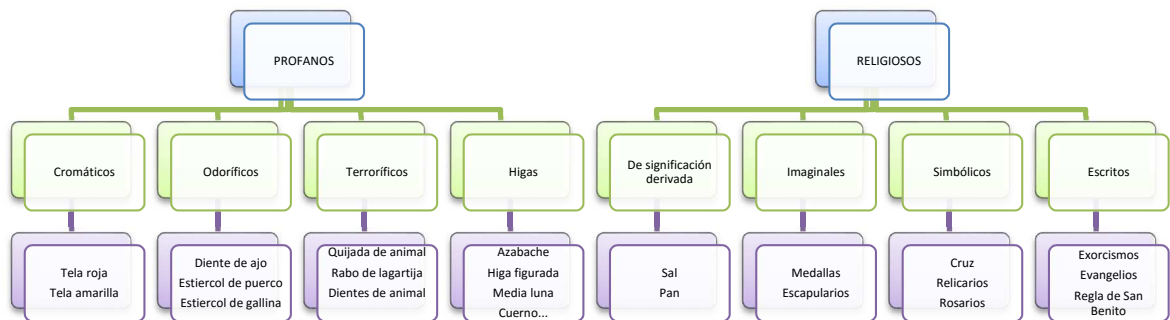 PROFANOS
RELIGIOSOS
Cromáticos
Odoríficos
Terroríficos
Higas
De significación
derivada
Imaginales
Simbólicos
Escritos
Tela roja
Tela amarilla
Diente de ajo
Estiercol de puerco
Estiercol de gallina
Quijada de animal
Rabo de lagartija
Dientes de animal
Azabache
Higa figurada
Media luna
Cuerno...
Sal
Pan
Medallas
Escapularios
Cruz
Relicarios
Rosarios
Exorcismos
Evangelios
Regla de San
Benito